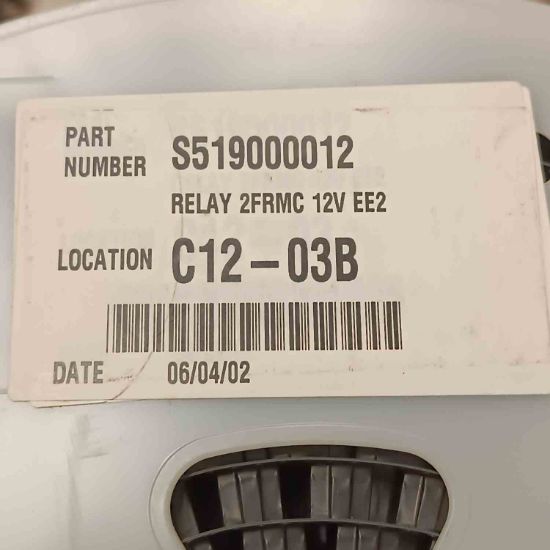 PART NUMBER S519000012
RELAY 2FRMC 12V EE2
LOCATION C12-03B
DATE 06/04/02